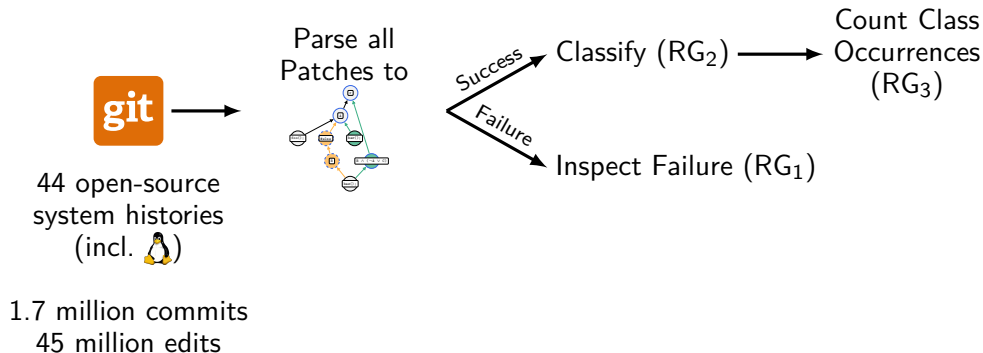 git
44 open-source
system histories
(incl. )
1.7 million commits
45 million edits
Parse all
Patches to
Success
Failure
Classify (RG₂)
Inspect Failure (RG₁)
Count Class
Occurrences
(RG₃)